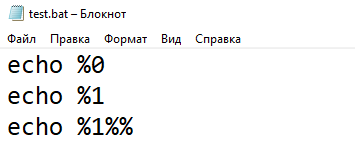 test.bat – Блокнот
Файл Правка Формат Вид Справка
echo %0
echo %1
echo %1%%